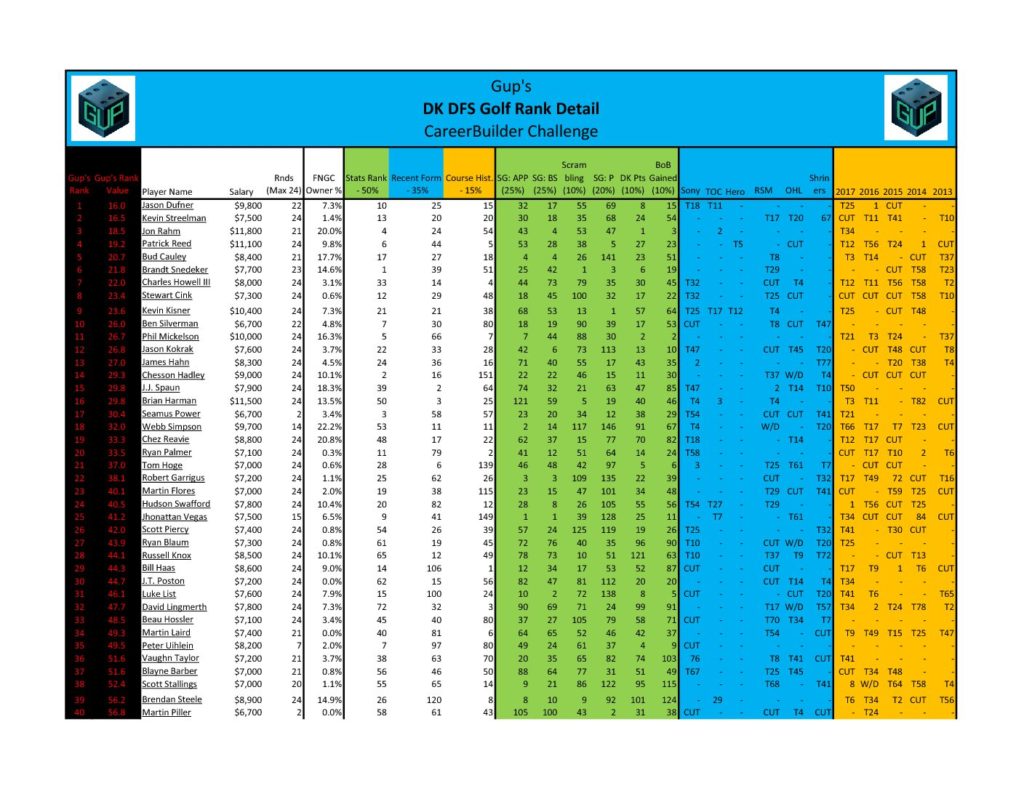 Gup's
DK DFS Golf Rank Detail
CareerBuilder Challenge
GUP
GUP
Scram BoB
Gup's Gup's Rank Rnds FNGC Stats Rank Recent Form Course Hist. SG: APP SG: BS bling SG: P DK Pts Gained Shrin
Rank Value Player Name Salary (Max 24) Owner % - 50% - 35% - 15% (25%) (25%) (10%) (20%) (10%) (10%) Sony TOC Hero RSM OHL ers 2017 2016 2015 2014 2013
1 16.0 Jason Dufner $9,800 22 7.3% 10 25 15 32 17 55 69 8 15 T18 T11 - - - - T25 1 CUT - -
2 16.5 Kevin Streelman $7,500 24 1.4% 13 20 20 30 18 35 68 24 54 - - - T17 T20 67 CUT T11 T41 - T10
3 18.5 Jon Rahm $11,800 21 20.0% 4 24 54 43 4 53 47 1 3 - 2 - - - - T34 - - - -
4 19.2 Patrick Reed $11,100 24 9.8% 6 44 5 53 28 38 5 27 23 - - T5 - CUT - T12 T56 T24 1 CUT
5 20.7 Bud Cauley $8,400 21 17.7% 17 27 18 4 4 26 141 23 51 - - - T8 - - T3 T14 - CUT T37
6 21.8 Brandt Snedeker $7,700 23 14.6% 1 39 51 25 42 1 3 6 19 - - - T29 - - - - CUT T58 T23
7 22.0 Charles Howell III $8,000 24 3.1% 33 14 4 44 73 79 35 30 45 T32 - - CUT T4 - T12 T11 T56 T58 T2
8 23.4 Stewart Cink $7,300 24 0.6% 12 29 48 18 45 100 32 17 22 T32 - - T25 CUT - CUT CUT CUT T58 T10
9 23.6 Kevin Kisner $10,400 24 7.3% 21 21 38 68 53 13 1 57 64 T25 T17 T12 T4 - - T25 - CUT T48 -
10 26.0 Ben Silverman $6,700 22 4.8% 7 30 80 18 19 90 39 17 53 CUT - - T8 CUT T47 - - - - -
11 26.7 Phil Mickelson $10,000 24 16.3% 5 66 7 7 44 88 30 2 2 - - - - - - T21 T3 T24 - T37
12 26.8 Jason Kokrak $7,600 24 3.7% 22 33 28 42 6 73 113 13 10 T47 - - CUT T45 T20 - CUT T48 CUT T8
13 27.0 James Hahn $8,300 24 4.5% 24 36 16 71 40 55 17 43 35 2 - - - - T77 - - T20 T38 T4
14 29.3 Chesson Hadley $9,000 24 10.1% 2 16 151 22 22 46 15 11 30 - - - T37 W/D T4 - CUT CUT CUT -
15 29.8 J.J. Spaun $7,900 24 18.3% 39 2 64 74 32 21 63 47 85 T47 - - 2 T14 T10 T50 - - - -
16 29.8 Brian Harman $11,500 24 13.5% 50 3 25 121 59 5 19 40 46 T4 3 - T4 - - T3 T11 - T82 CUT
17 30.4 Seamus Power $6,700 2 3.4% 3 58 57 23 20 34 12 38 29 T54 - - CUT CUT T41 T21 - - - -
18 32.0 Webb Simpson $9,700 14 22.2% 53 11 11 2 14 117 146 91 67 T4 - - W/D - T20 T66 T17 T7 T23 CUT
19 33.3 Chez Reavie $8,800 24 20.8% 48 17 22 62 37 15 77 70 82 T18 - - - T14 - T12 T17 CUT - -
20 33.5 Ryan Palmer $7,100 24 0.3% 11 79 2 41 12 51 64 14 24 T58 - - - - - CUT T17 T10 2 T6
21 37.0 Tom Hoge $7,000 24 0.6% 28 6 139 46 48 42 97 5 6 3 - - T25 T61 T7 - CUT CUT - -
22 38.1 Robert Garrigus $7,200 24 1.1% 25 62 26 3 3 109 135 22 39 - - - CUT - T32 T17 T49 72 CUT T16
23 40.1 Martin Flores $7,000 24 2.0% 19 38 115 23 15 47 101 34 48 - - - T29 CUT T41 CUT - T59 T25 CUT
24 40.5 Hudson Swafford $7,800 24 10.4% 20 82 12 28 8 26 105 55 56 T54 T27 - T29 - - 1 T56 CUT T25 -
25 41.2 Jhonattan Vegas $7,500 15 6.5% 9 41 149 1 1 39 128 25 11 - T7 - - T61 - T34 CUT CUT 84 CUT
26 42.0 Scott Piercy $7,400 24 0.8% 54 26 39 57 24 125 119 19 26 T25 - - - - T32 T41 - T30 CUT -
27 43.9 Ryan Blaum $7,300 24 0.8% 61 19 45 72 76 40 35 96 90 T10 - - CUT W/D T20 T25 - - - -
28 44.1 Russell Knox $8,500 24 10.1% 65 12 49 78 73 10 51 121 63 T10 - - T37 T9 T72 - - CUT T13 -
29 44.3 Bill Haas $8,600 24 9.0% 14 106 1 12 34 17 53 52 87 CUT - - CUT - - T17 T9 1 T6 CUT
30 44.7 J.T. Poston $7,200 24 0.0% 62 15 56 82 47 81 112 20 20 - - - CUT T14 T4 T34 - - - -
31 46.1 Luke List $7,600 24 7.9% 15 100 24 10 2 72 138 8 5 CUT - - - CUT T20 T41 T6 - - T65
32 47.7 David Lingmerth $7,800 24 7.3% 72 32 3 90 69 71 24 99 91 - - - T17 W/D T57 T34 2 T24 T78 T2
33 48.5 Beau Hossler $7,100 24 3.4% 45 40 80 37 27 105 79 58 71 CUT - - T70 T34 T7 - - - - -
34 49.3 Martin Laird $7,400 21 0.0% 40 81 6 64 65 52 46 42 37 - - - T54 - CUT T9 T49 T15 T25 T47
35 49.5 Peter Uihlein $8,200 7 2.0% 7 97 80 49 24 61 37 4 9 CUT - - - - - - - - - -
36 51.6 Vaughn Taylor $7,200 21 3.7% 38 63 70 20 35 65 82 74 103 76 - - T8 T41 CUT T41 - - - -
37 51.6 Blayne Barber $7,000 21 0.8% 56 46 50 88 64 77 31 51 49 T67 - - T25 T45 - CUT T34 T48 - -
38 52.4 Scott Stallings $7,000 20 1.1% 55 65 14 9 21 86 122 95 115 - - - T68 - T41 8 W/D T64 T58 T4
39 56.2 Brendan Steele $8,900 24 14.9% 26 120 8 8 10 9 92 101 124 - 29 - - - - T6 T34 T2 CUT T56
40 56.8 Martin Piller $6,700 2 0.0% 58 61 43 105 100 43 2 31 38 CUT - - CUT T4 CUT - T24 - - -